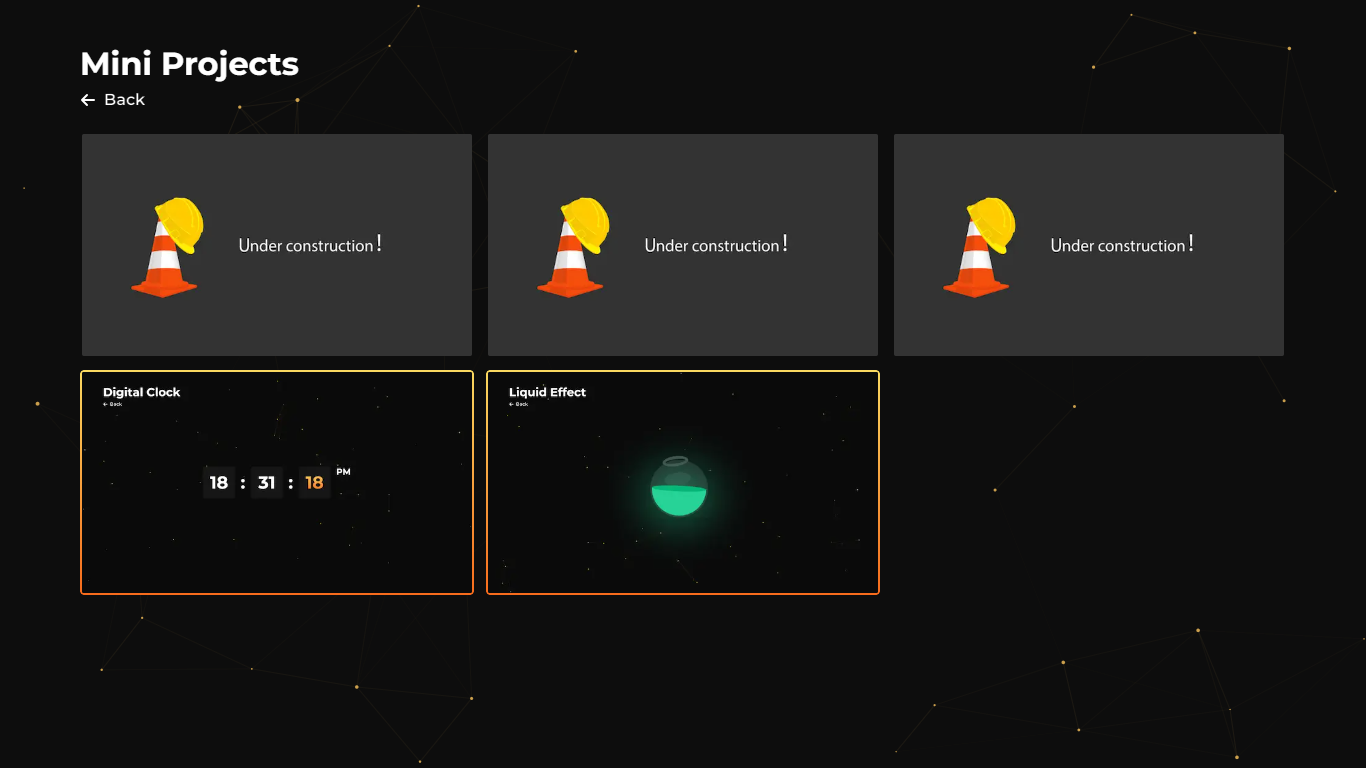 Mini Projects
← Back
Under construction!
Under construction!
Under construction!
Digital Clock
← Back
18 : 31 : 18 PM
Liquid Effect
← Back